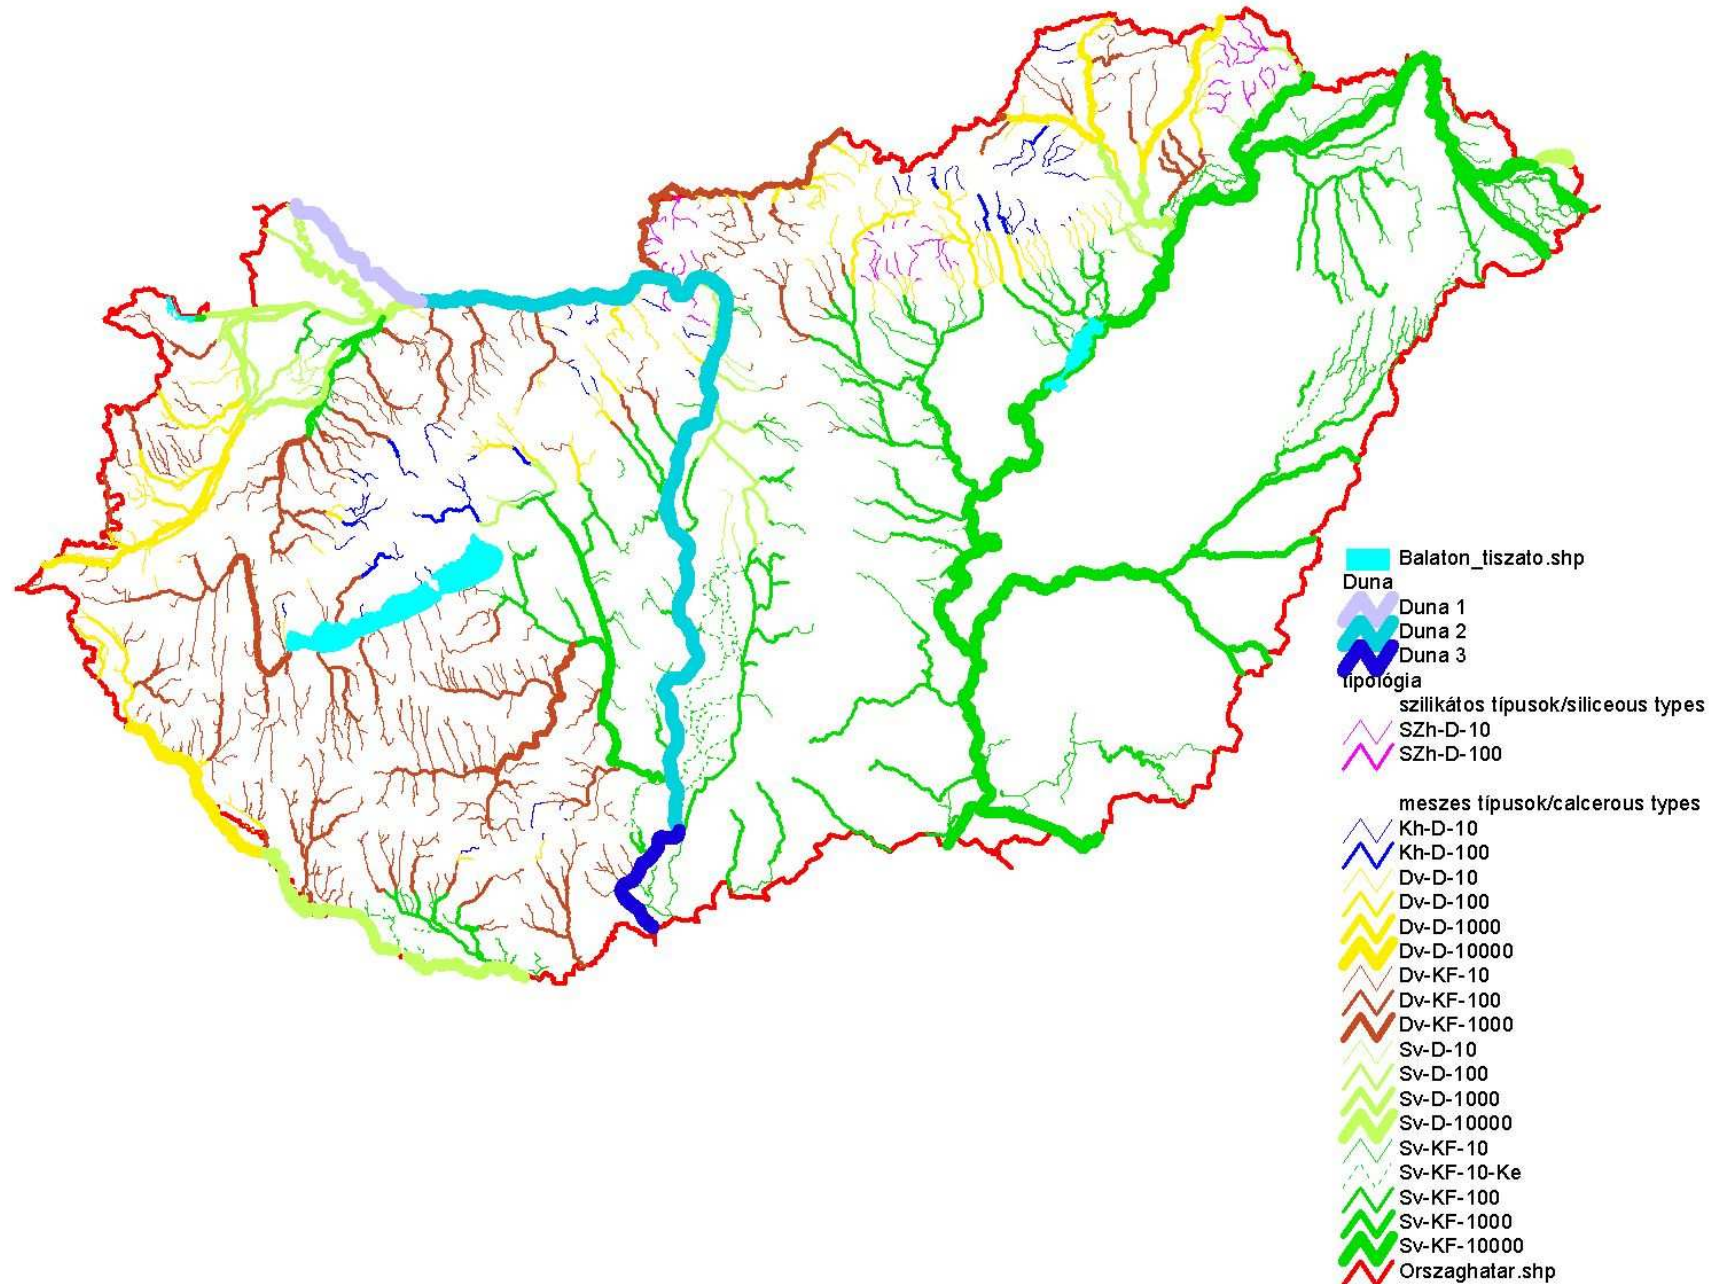 Balaton_tiszato.shp
Duna
Duna 1
Duna 2
Duna 3
tipológia
szilikátos típusok/siliceous types
SZh-D-10
SZh-D-100
meszes típusok/calcerous types
Kh-D-10
Kh-D-100
Dv-D-10
Dv-D-100
Dv-D-1000
Dv-D-10000
Dv-KF-10
Dv-KF-100
Dv-KF-1000
Sv-D-10
Sv-D-100
Sv-D-1000
Sv-D-10000
Sv-KF-10
Sv-KF-10-Ke
Sv-KF-100
Sv-KF-1000
Sv-KF-10000
Orszaghatar.shp